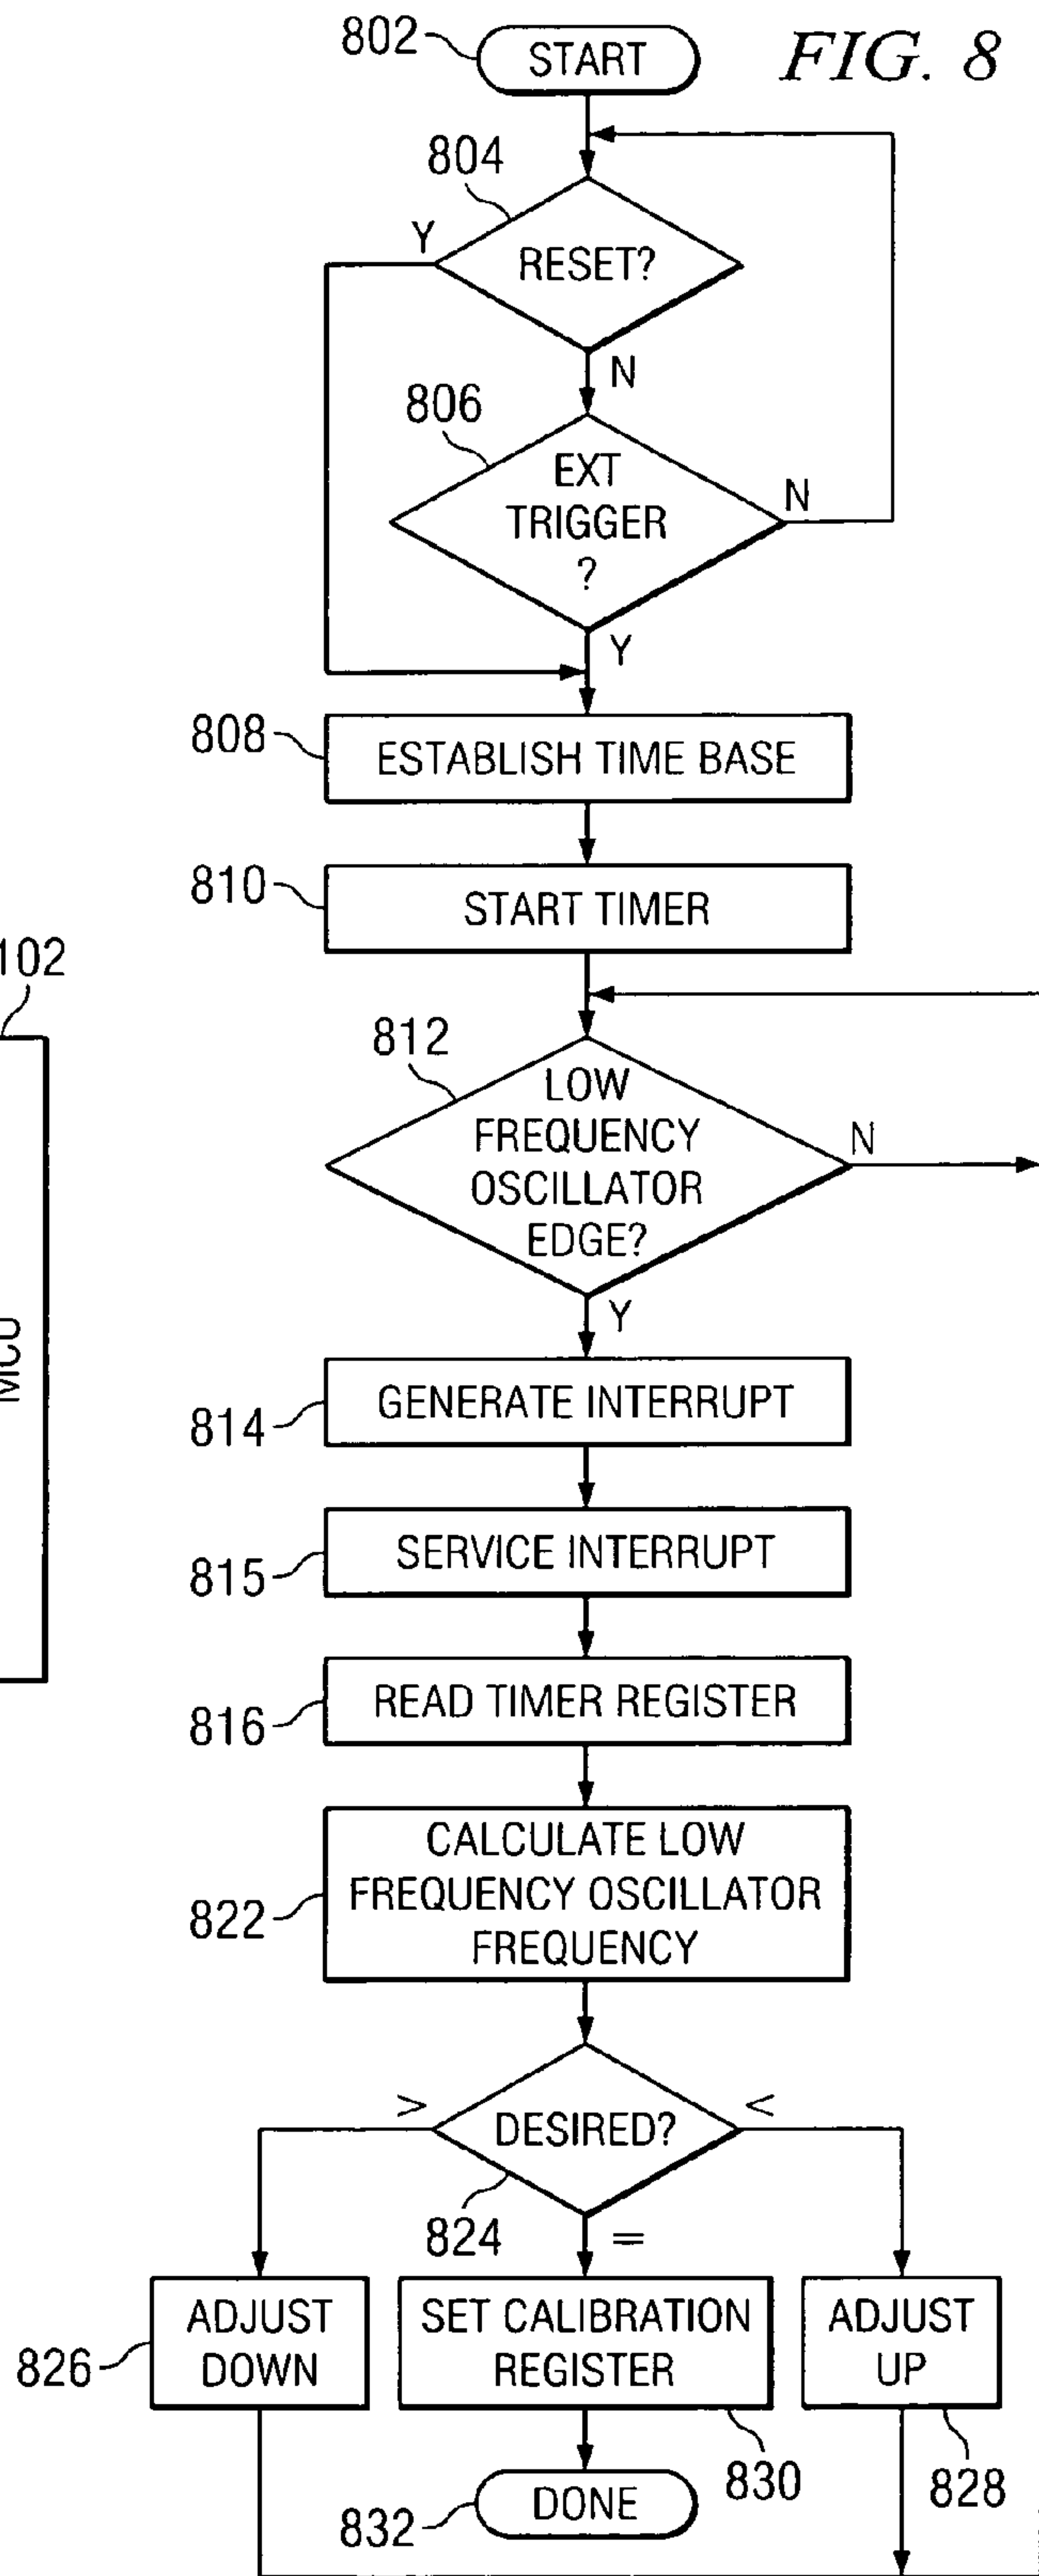 802
START
FIG. 8
804
Y
RESET?
N
806
EXT
TRIGGER
?
N
Y
808
ESTABLISH TIME BASE
810
START TIMER
102
812
LOW
FREQUENCY
OSCILLATOR
EDGE?
N
Y
MCU
814
GENERATE INTERRUPT
815
SERVICE INTERRUPT
816
READ TIMER REGISTER
822
CALCULATE LOW
FREQUENCY OSCILLATOR
FREQUENCY
>
DESIRED?
<
824
=
826
ADJUST
DOWN
SET CALIBRATION
REGISTER
ADJUST
UP
830
828
832
DONE